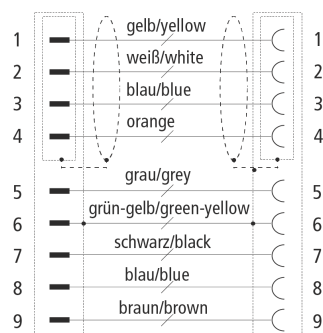 1 gelb/yellow 1
2 weiß/white 2
3 blau/blue 3
4 orange 4
5 grau/grey 5
6 grün-gelb/green-yellow 6
7 schwarz/black 7
8 blau/blue 8
9 braun/brown 9